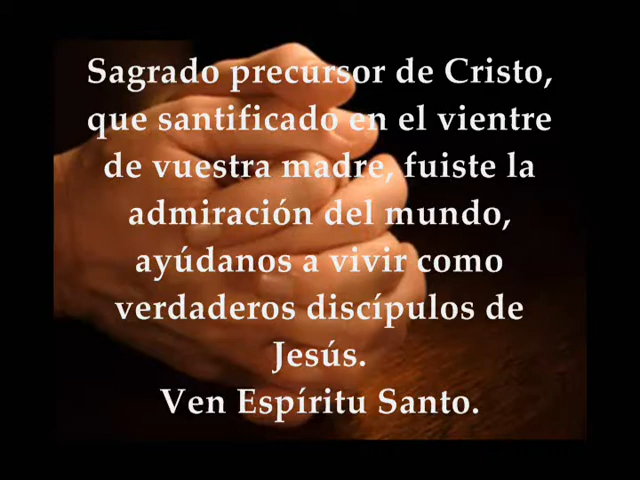 Sagrado precursor de Cristo,
que santificado en el vientre
de vuestra madre, fuiste la
admiración del mundo,
ayúdanos a vivir como
verdaderos discípulos de
Jesús.
Ven Espíritu Santo.